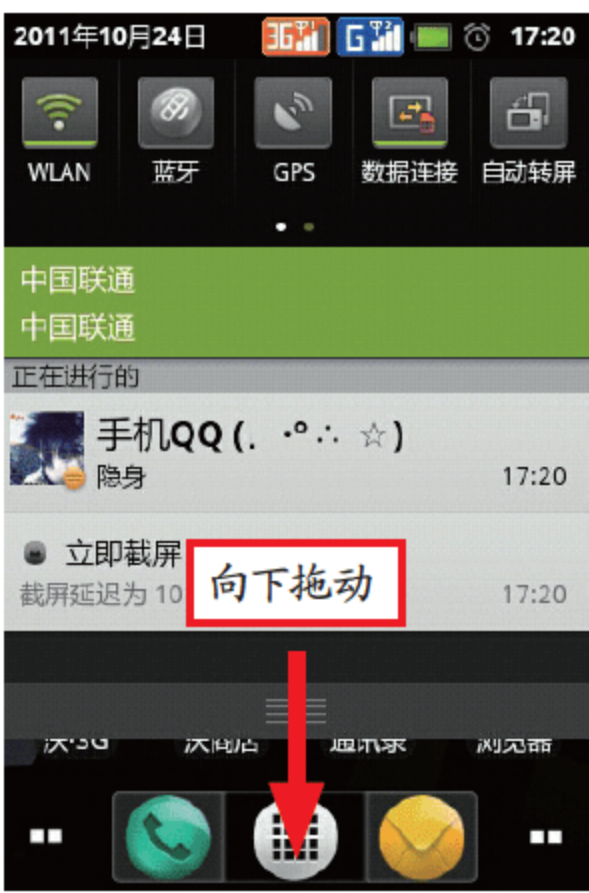 2011年10月24日 3G 1 G 2 17:20
WLAN 蓝牙 GPS 数据连接 自动转屏
中国联通
中国联通
正在进行的
手机QQ (. ·°∴ ☆)
隐身 17:20
立即截屏
截屏延迟为 10 17:20
向下拖动
沃·3G 沃商店 通讯录 浏览器